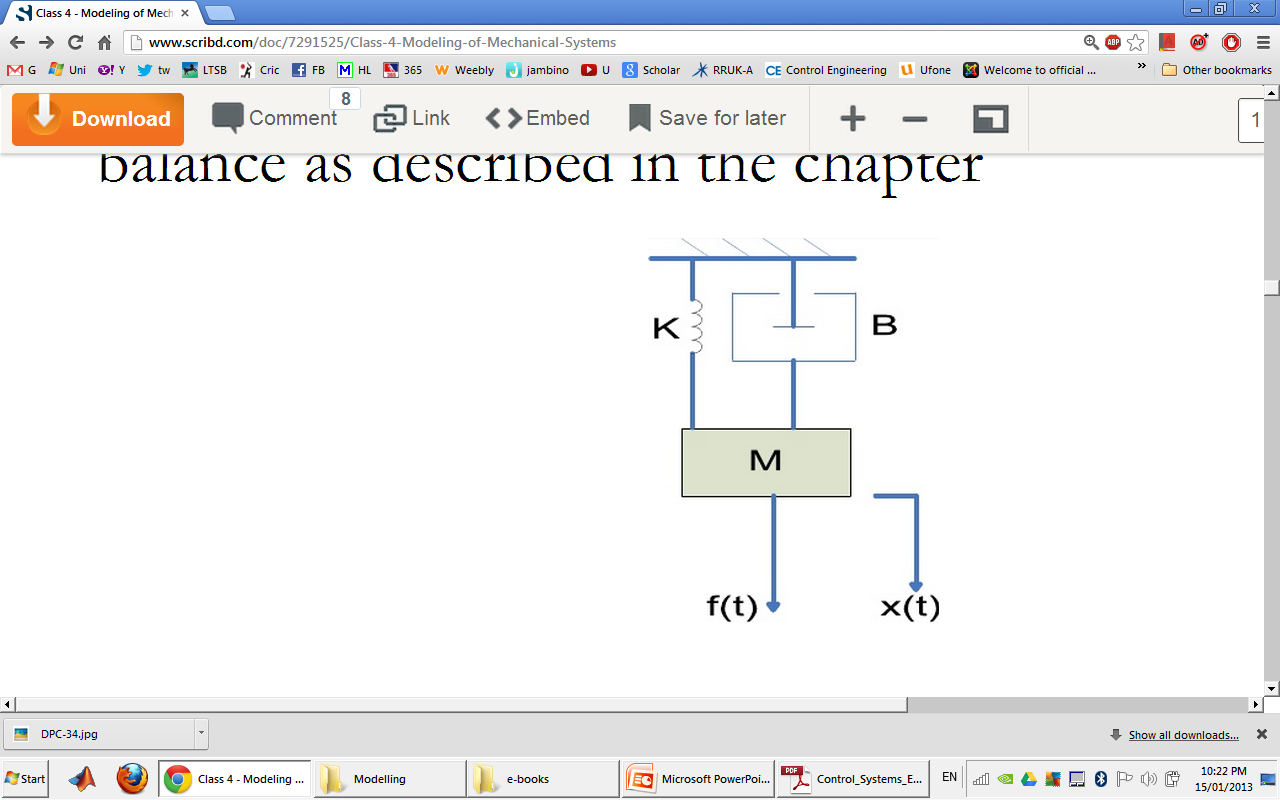 Class 4 - Modeling of Mech
www.scribd.com/doc/7291525/Class-4-Modeling-of-Mechanical-Systems
G Uni Y tw LTSB Cric FB HL 365 Weebly jambino U Scholar RRUK-A Control Engineering Ufone Welcome to official ... » Other bookmarks
Download 8 Comment Link Embed Save for later 1
balance as described in the chapter
K
B
M
f(t)
x(t)
DPC-34.jpg
Show all downloads...
Start Class 4 - Modeling ... Modelling e-books Microsoft PowerPoi... Control_Systems_E... EN 10:22 PM
15/01/2013